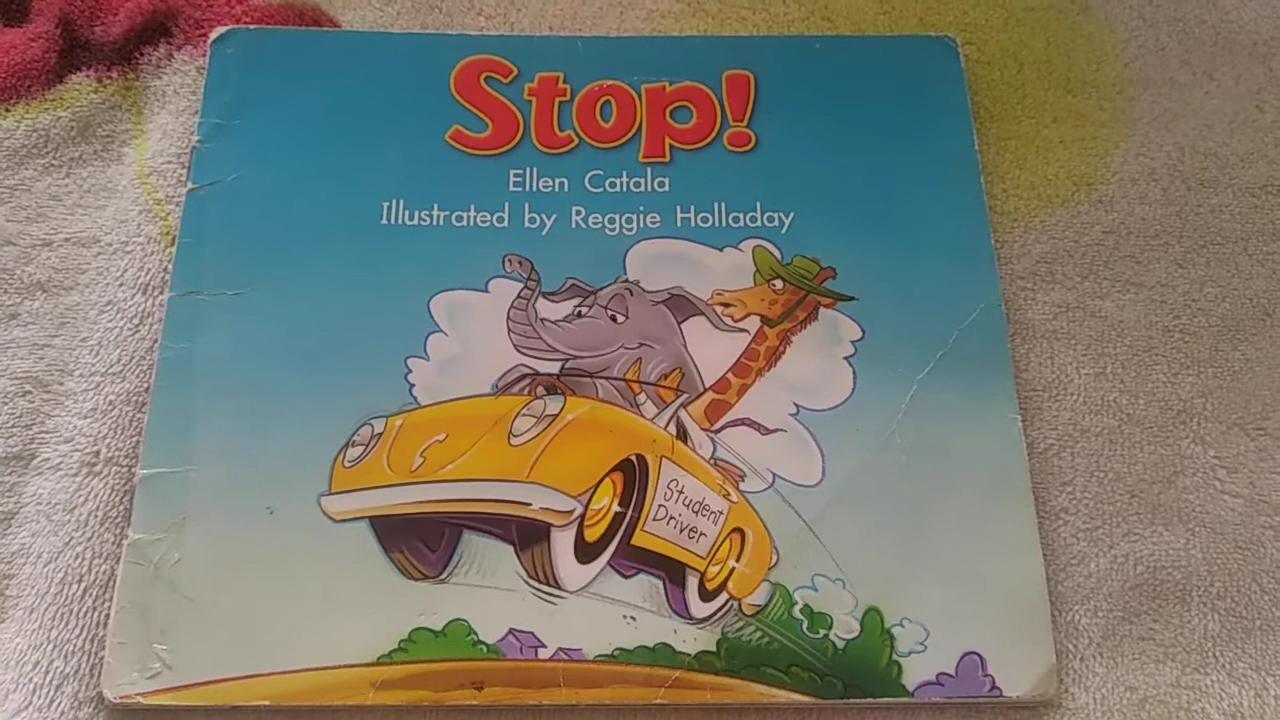 Stop!
Ellen Catala
Illustrated by Reggie Holladay
Student
Driver